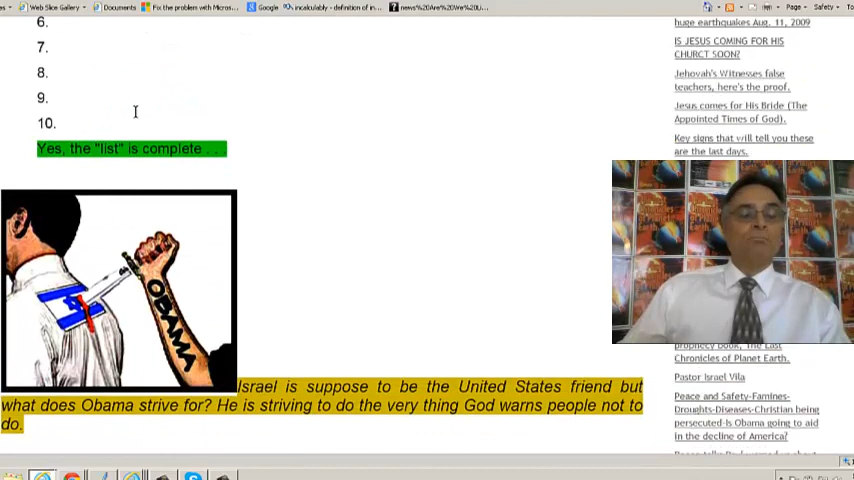 Web Slice Gallery
Documents
Fix the problem with Micros...
Google
incalculably - definition of in...
news%20Are%20We%20U...
Page
Safety
To
6.
7.
8.
9.
10.
Yes, the "list" is complete . . .
OBAMA
Israel is suppose to be the United States friend but
what does Obama strive for? He is striving to do the very thing God warns people not to
do.
huge earthquakes Aug. 11, 2009
IS JESUS COMING FOR HIS
CHURCT SOON?
Jehovah's Witnesses false
teachers, here's the proof.
Jesus comes for His Bride (The
Appointed Times of God).
Key signs that will tell you these
are the last days.
prophecy book, The Last
Chronicles of Planet Earth.
Pastor Israel Vila
Peace and Safety-Famines-
Droughts-Diseases-Christian being
persecuted-Is Obama going to aid
in the decline of America?